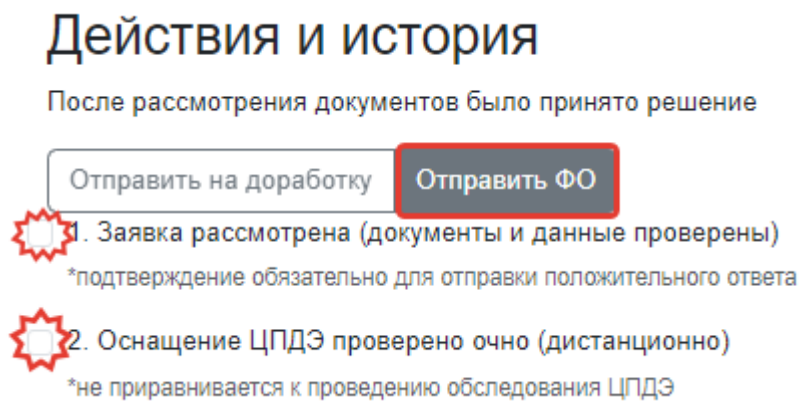 Действия и история
После рассмотрения документов было принято решение
Отправить на доработку Отправить ФО
1. Заявка рассмотрена (документы и данные проверены)
*подтверждение обязательно для отправки положительного ответа
2. Оснащение ЦПДЭ проверено очно (дистанционно)
*не приравнивается к проведению обследования ЦПДЭ